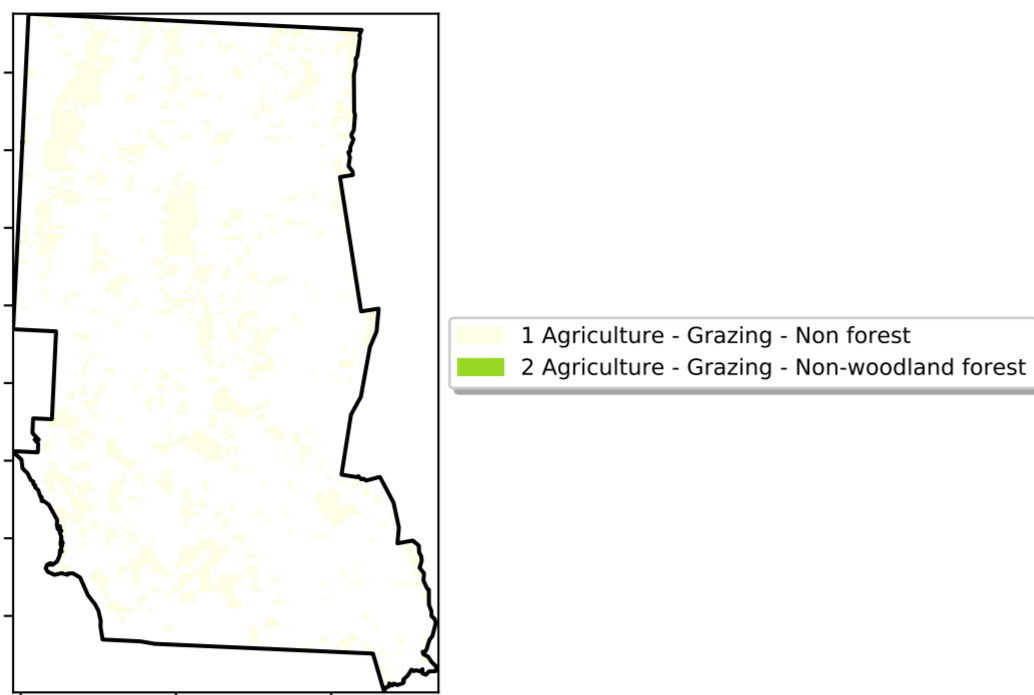 1 Agriculture - Grazing - Non forest
2 Agriculture - Grazing - Non-woodland forest